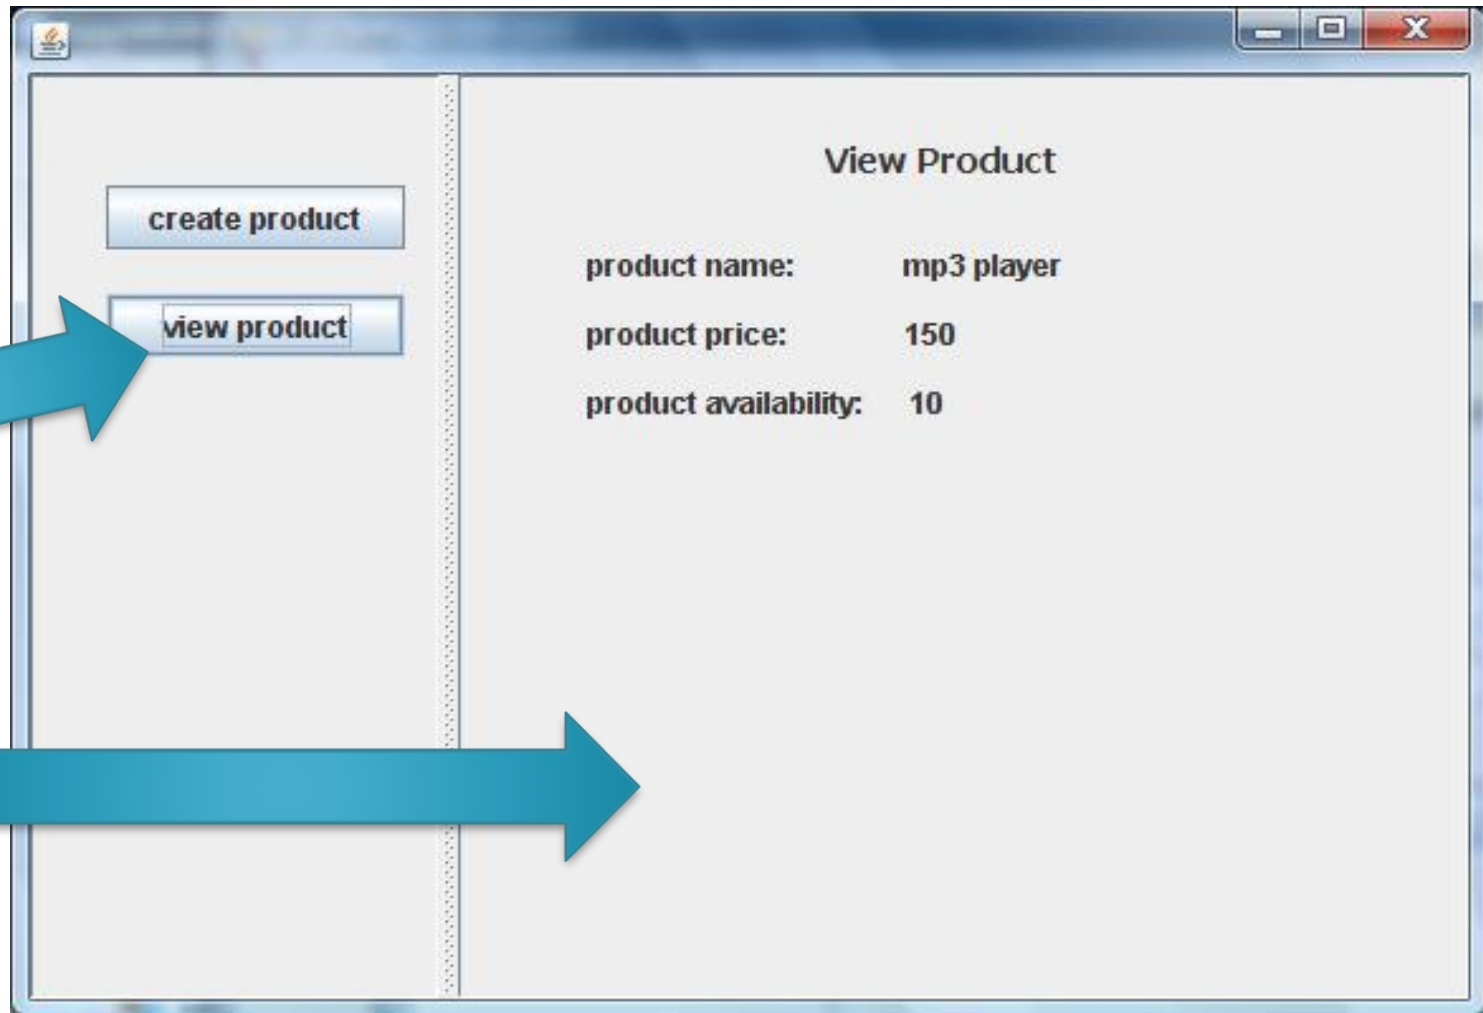 create product
view product
View Product
product name: mp3 player
product price: 150
product availability: 10